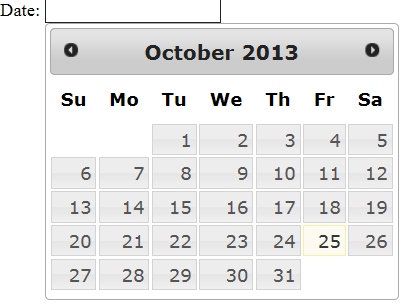 Date:
October 2013
Su Mo Tu We Th Fr Sa
1 2 3 4 5
6 7 8 9 10 11 12
13 14 15 16 17 18 19
20 21 22 23 24 25 26
27 28 29 30 31